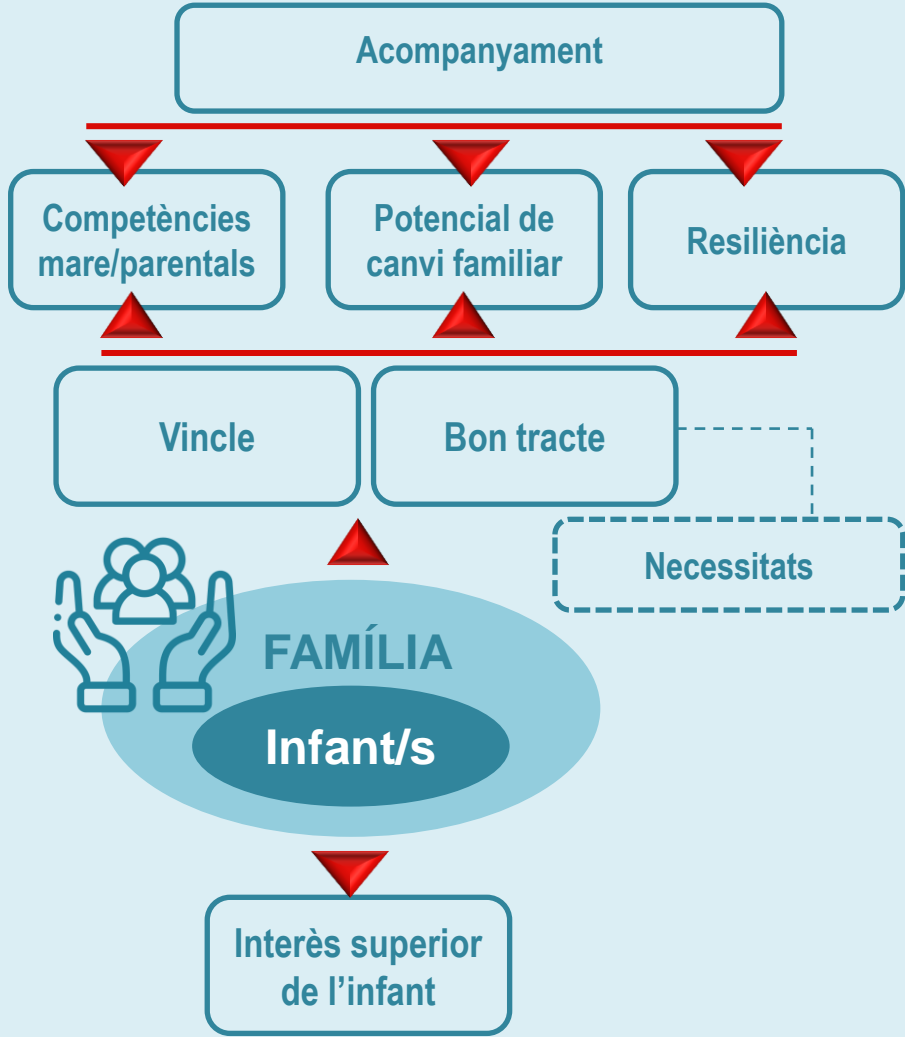 Acompanyament
Competències
mare/parentals
Potencial de
canvi familiar
Resiliència
Vincle
Bon tracte
Necessitats
FAMÍLIA
Infant/s
Interès superior
de l’infant